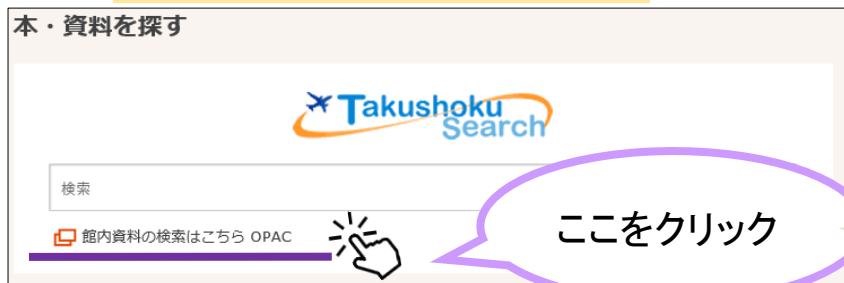 本・資料を探す
Takushoku
Search
検索
館内資料の検索はこちら OPAC
ここをクリック